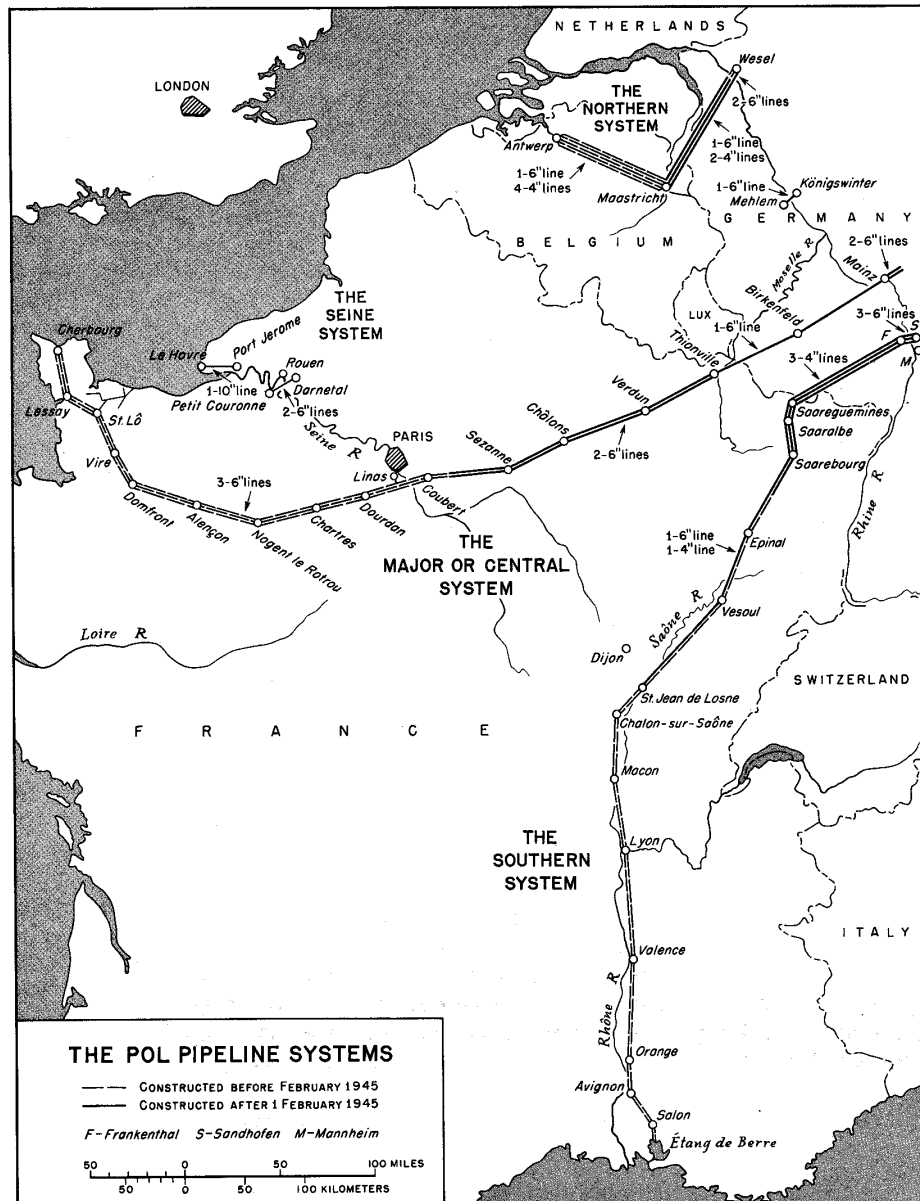 NETHERLANDS
LONDON
Wesel
THE
NORTHERN
SYSTEM
2-6"lines
Antwerp
1-6"line
2-4"lines
1-6"line
4-4"lines
Maastricht
1-6"line
Königswinter
Mehlem
GERMANY
BELGIUM
Moselle R
2-6"lines
Mainz
THE
SEINE
SYSTEM
LUX
Birkenfeld
1-6"line
3-6"lines
F
S
M
Cherbourg
Le Havre
Port Jerome
Rouen
Darnetal
1-10"line
Petit Couronne
2-6"lines
Thionville
3-4"lines
Verdun
Lessay
St. Lô
Seine R
PARIS
Châlons
Saareguemines
Saaralbe
Sezanne
2-6"lines
Vire
Linas
Coubert
Saarebourg
3-6"lines
Domfront
Alençon
Nogent le Rotrou
Chartres
Dourdan
Rhine R
THE
MAJOR OR CENTRAL
SYSTEM
1-6"line
1-4"line
Epinal
Saône R
Vesoul
Loire R
Dijon
SWITZERLAND
St. Jean de Losne
FRANCE
Chalon-sur-Saône
Macon
THE
SOUTHERN
SYSTEM
Lyon
ITALY
Valence
Rhône R
Orange
Avignon
Salon
Étang de Berre
THE POL PIPELINE SYSTEMS
CONSTRUCTED BEFORE FEBRUARY 1945
CONSTRUCTED AFTER 1 FEBRUARY 1945
F-Frankenthal S-Sandhofen M-Mannheim
50 0 50 100 MILES
50 0 50 100 KILOMETERS